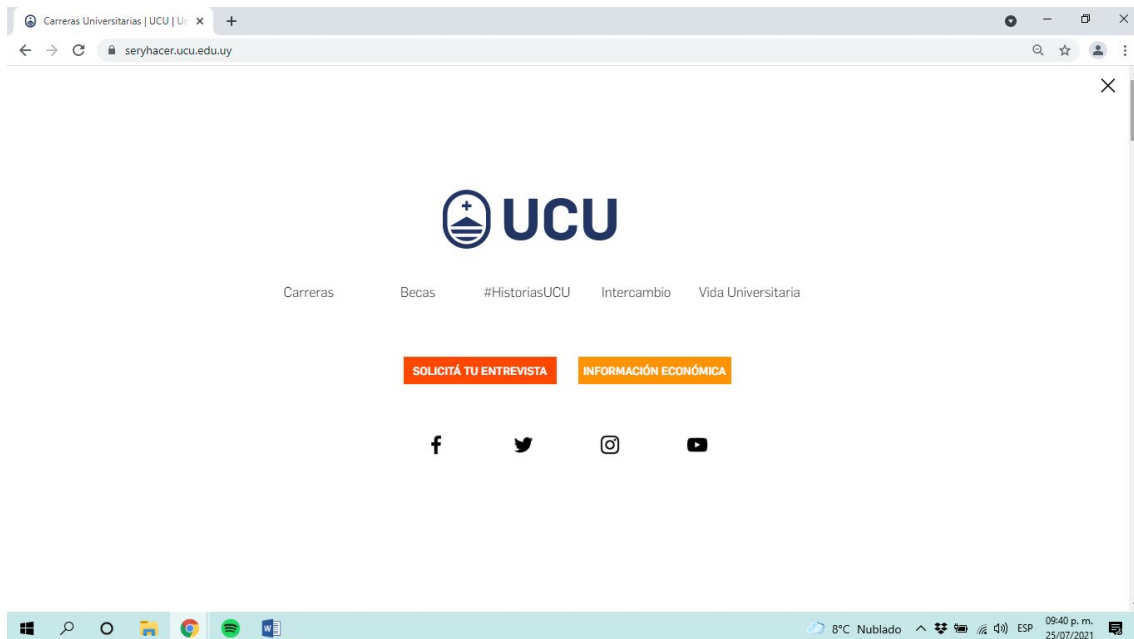 Carreras Universitarias | UCU | Un
seryhacer.ucu.edu.uy
UCU
Carreras Becas #HistoriasUCU Intercambio Vida Universitaria
SOLICITÁ TU ENTREVISTA INFORMACIÓN ECONÓMICA
8°C Nublado ESP 09:40 p. m.
25/07/2021